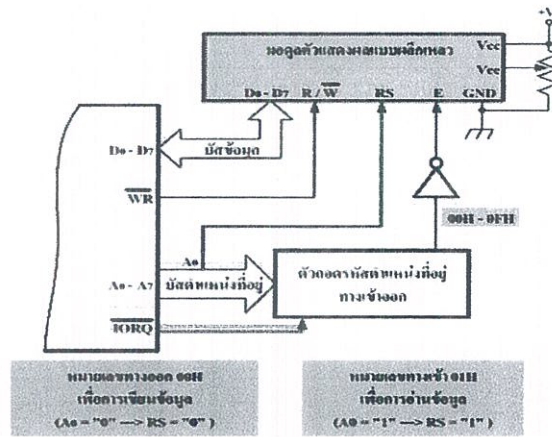 +V
มอดูลตัวแสดงผลแบบผลึกเหลว
Vcc
Vee
D0 - D7 R / W RS E GND
D0 - D7
บัสข้อมูล
WR
00H - 0FH
A0
A0 - A7
บัสตำแหน่งที่อยู่
ตัวถอดรหัสตำแหน่งที่อยู่
ทางเข้าออก
IORQ
หมายเลขทางออก 00H
เพื่อการเขียนข้อมูล
(A0 = "0" —> RS = "0" )
หมายเลขทางเข้า 01H
เพื่อการอ่านข้อมูล
(A0 = "1" —> RS = "1" )